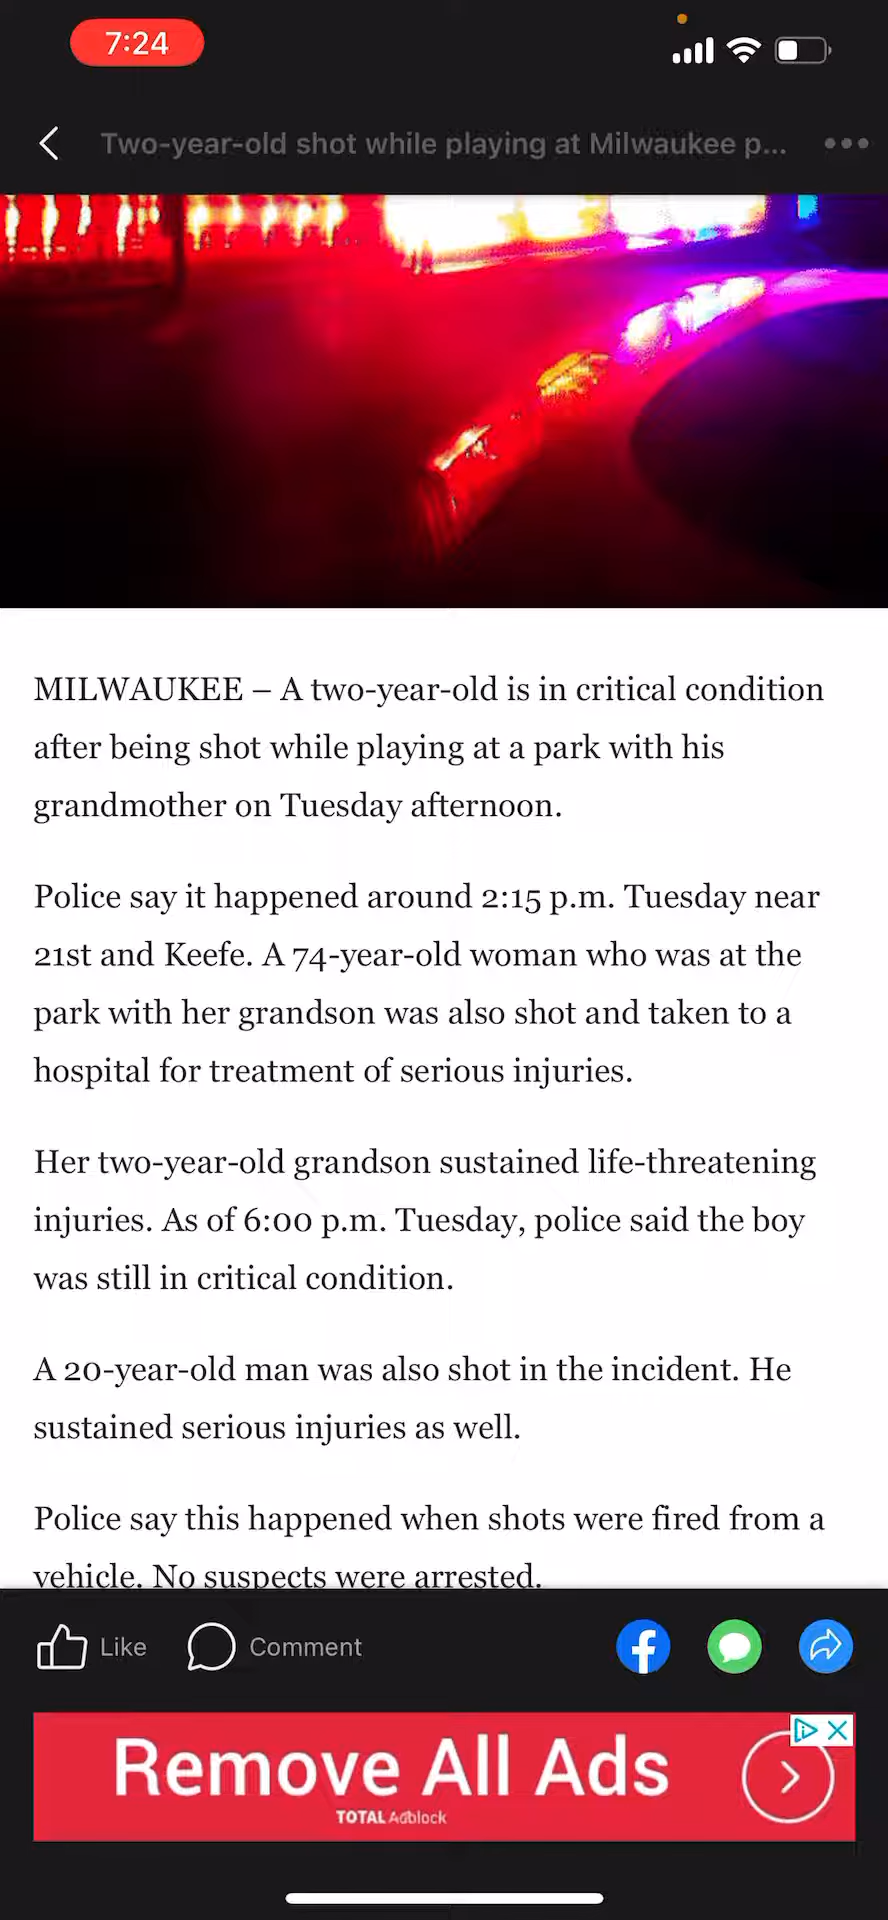 7:24
Two-year-old shot while playing at Milwaukee p...
MILWAUKEE – A two-year-old is in critical condition
after being shot while playing at a park with his
grandmother on Tuesday afternoon.
Police say it happened around 2:15 p.m. Tuesday near
21st and Keefe. A 74-year-old woman who was at the
park with her grandson was also shot and taken to a
hospital for treatment of serious injuries.
Her two-year-old grandson sustained life-threatening
injuries. As of 6:00 p.m. Tuesday, police said the boy
was still in critical condition.
A 20-year-old man was also shot in the incident. He
sustained serious injuries as well.
Police say this happened when shots were fired from a
vehicle. No suspects were arrested.
Like
Comment
Remove All Ads
TOTAL Adblock